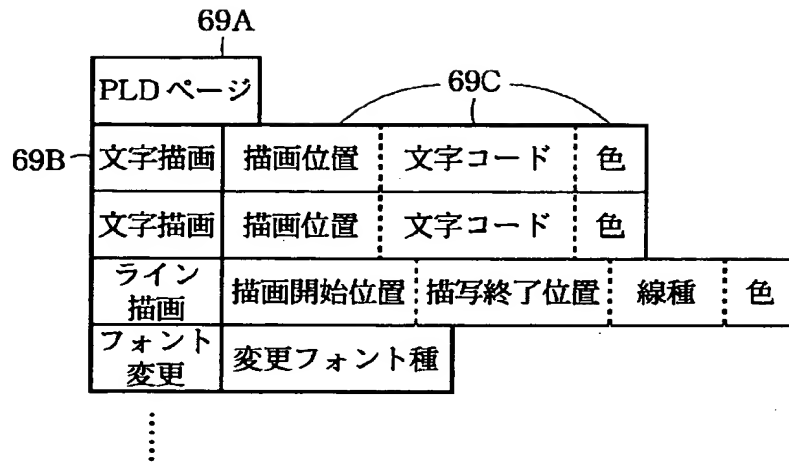 69A
PLDページ
69C
69B
文字描画 描画位置 文字コード 色
文字描画 描画位置 文字コード 色
ライン描画 描画開始位置 描写終了位置 線種 色
フォント変更 変更フォント種